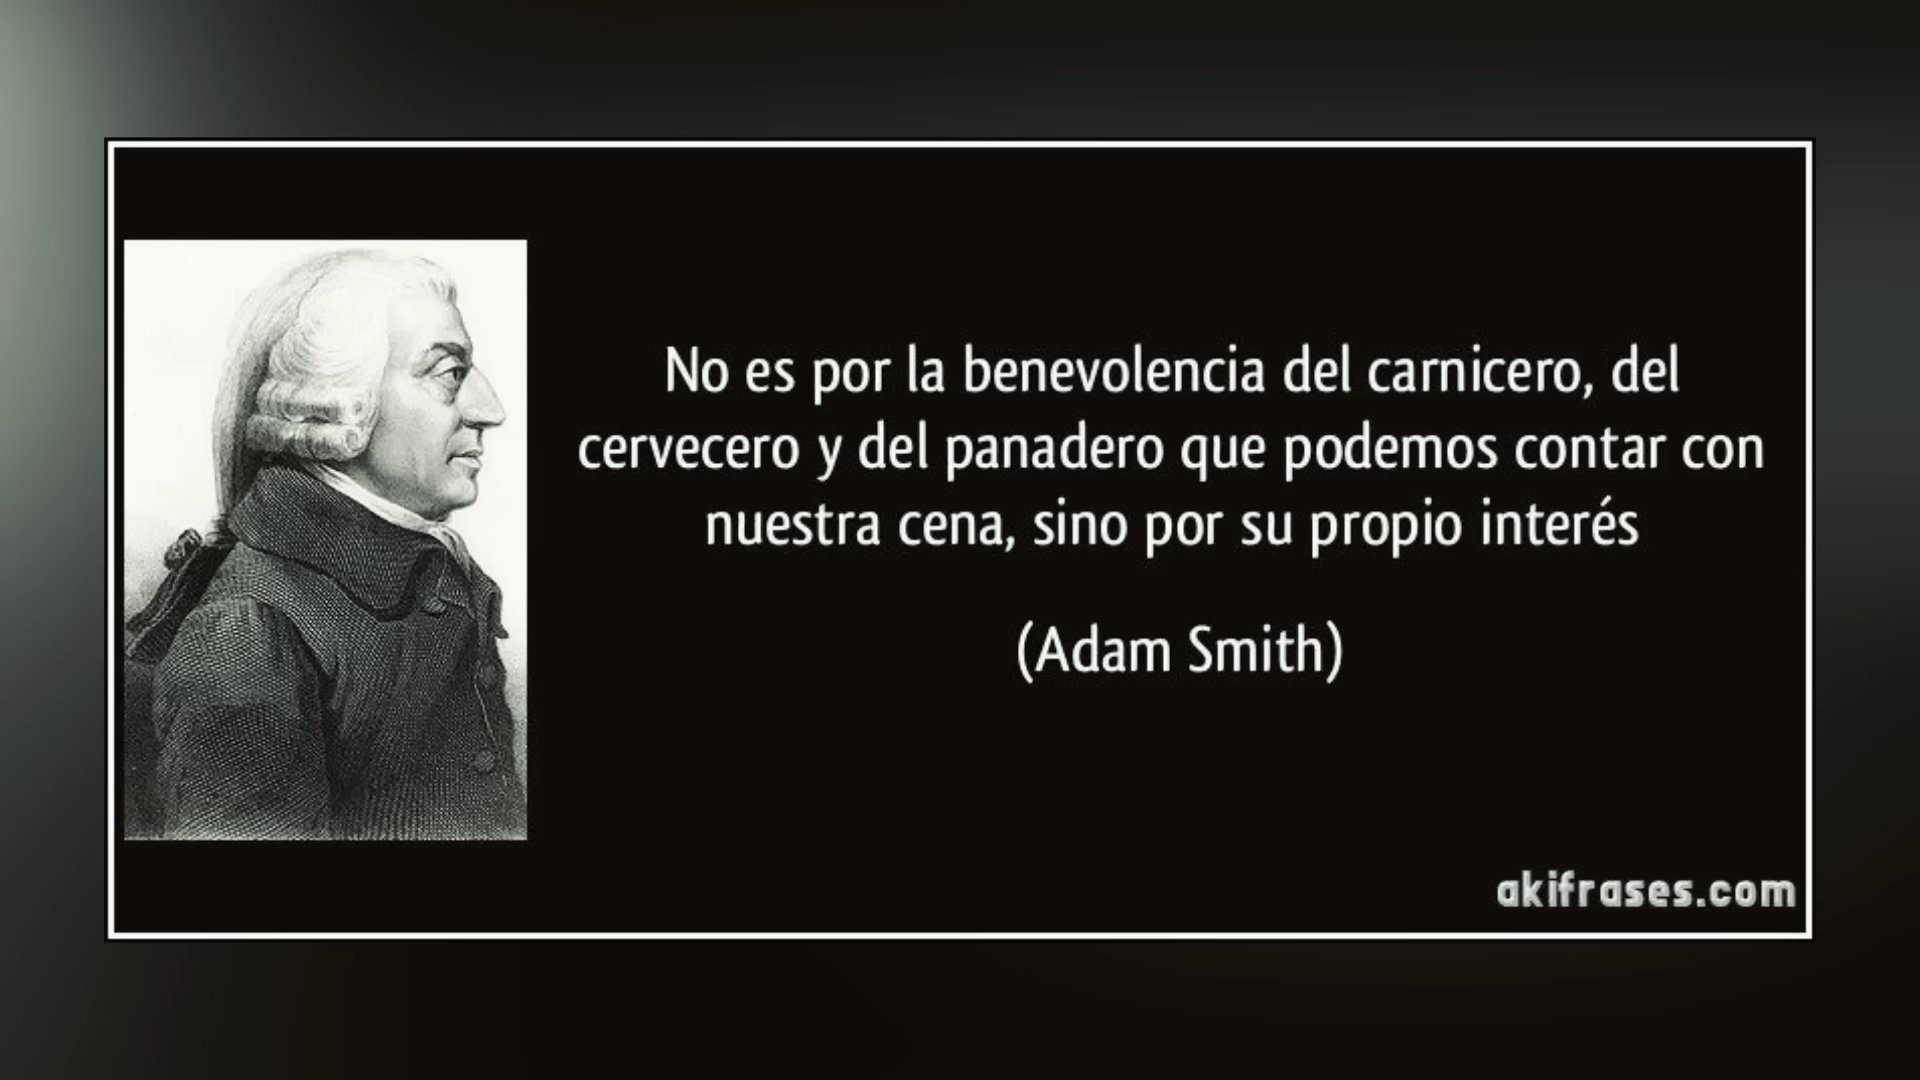 No es por la benevolencia del carnicero, del
cervecero y del panadero que podemos contar con
nuestra cena, sino por su propio interés
(Adam Smith)
akifrases.com